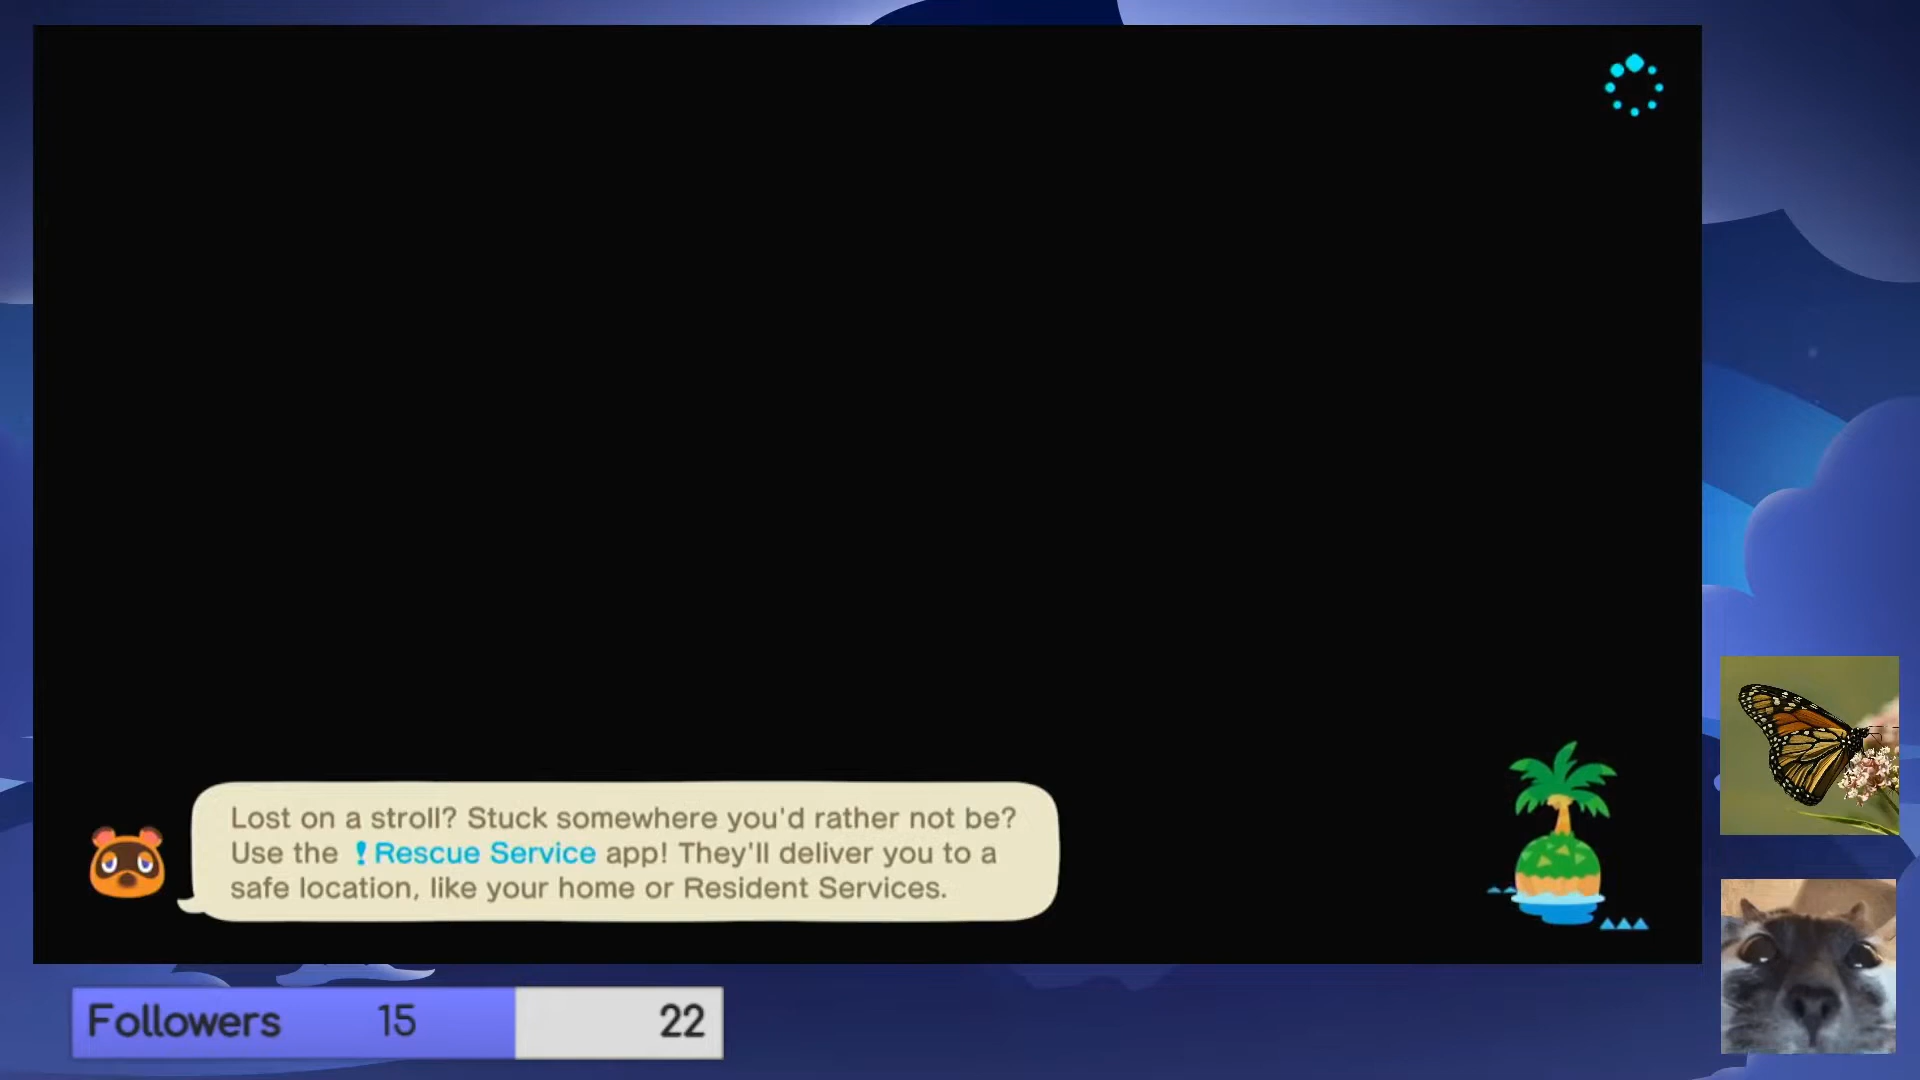 Lost on a stroll? Stuck somewhere you'd rather not be?
Use the ! Rescue Service app! They'll deliver you to a
safe location, like your home or Resident Services.
Followers 15 22